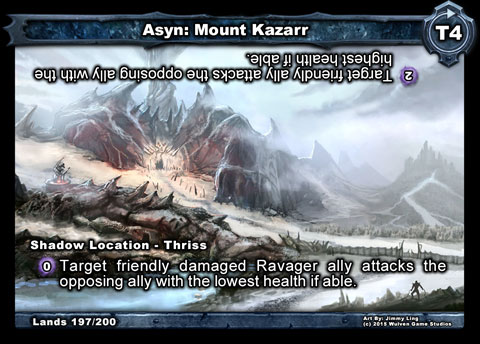 Asyn: Mount Kazarr
T4
2 Target friendly ally attacks the opposing ally with the
highest health if able.
Shadow Location - Thriss
0 Target friendly damaged Ravager ally attacks the
opposing ally with the lowest health if able.
Lands 197/200
Art By: Jimmy Ling
(c) 2015 Wulven Game Studios